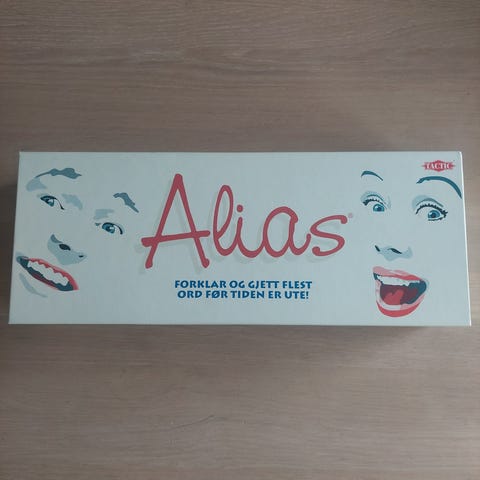 TACTIC
Alias®
FORKLAR OG GJETT FLEST
ORD FØR TIDEN ER UTE!